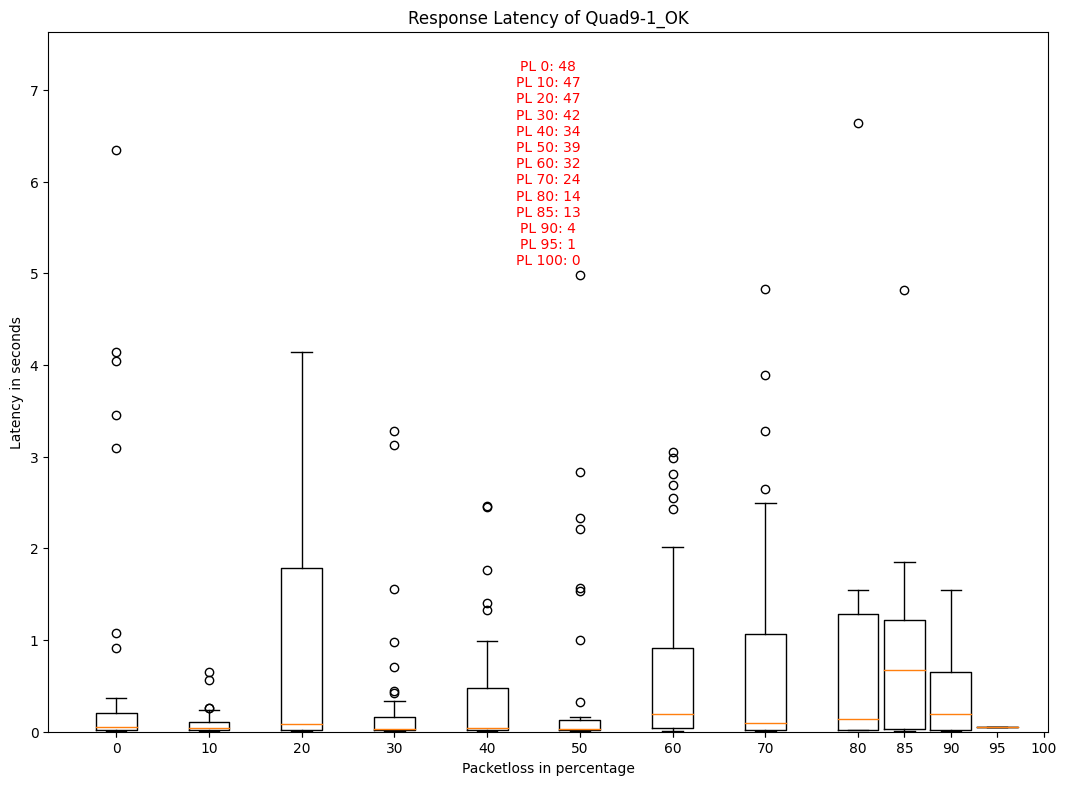 Response Latency of Quad9-1_OK
PL 0: 48
PL 10: 47
PL 20: 47
PL 30: 42
PL 40: 34
PL 50: 39
PL 60: 32
PL 70: 24
PL 80: 14
PL 85: 13
PL 90: 4
PL 95: 1
PL 100: 0
7
6
5
4
3
2
1
0
Latency in seconds
0 10 20 30 40 50 60 70 80 85 90 95 100
Packetloss in percentage